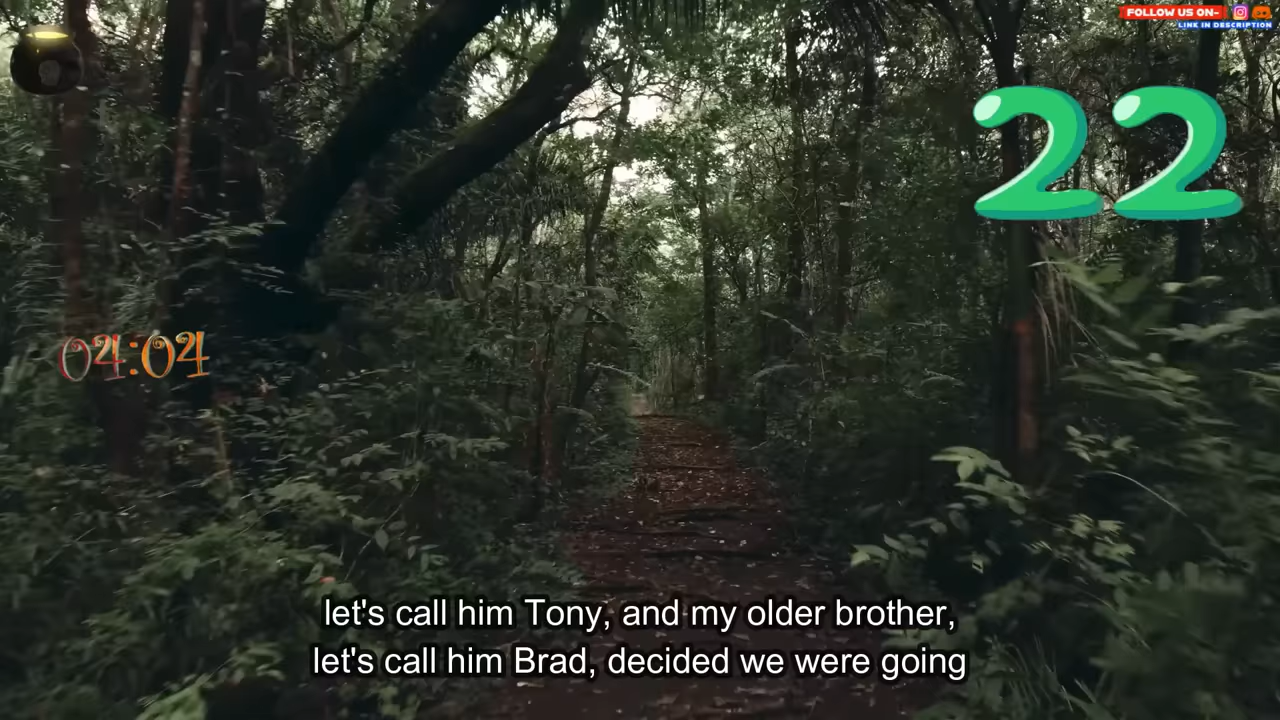 FOLLOW US ON-
LINK IN DESCRIPTION
22
04:04
let's call him Tony, and my older brother,
let's call him Brad, decided we were going